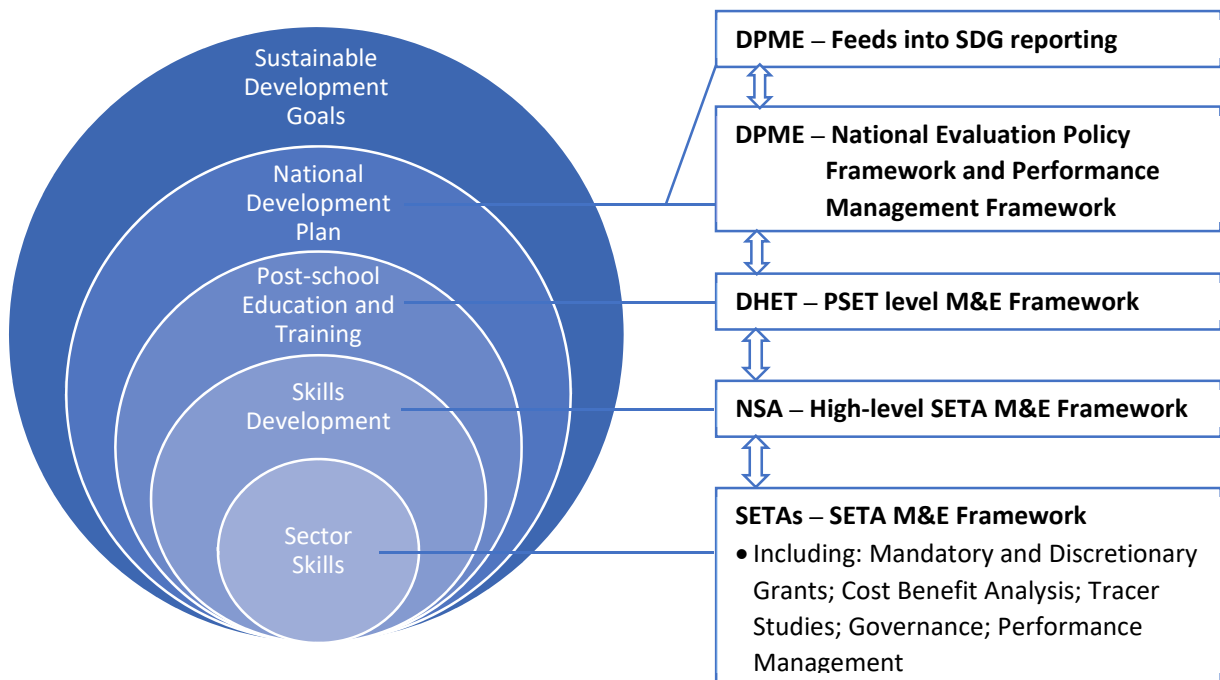 Sustainable
Development
Goals
National
Development
Plan
Post-school
Education and
Training
Skills
Development
Sector
Skills
DPME – Feeds into SDG reporting
DPME – National Evaluation Policy
Framework and Performance
Management Framework
DHET – PSET level M&E Framework
NSA – High-level SETA M&E Framework
SETAs – SETA M&E Framework
• Including: Mandatory and Discretionary
Grants; Cost Benefit Analysis; Tracer
Studies; Governance; Performance
Management